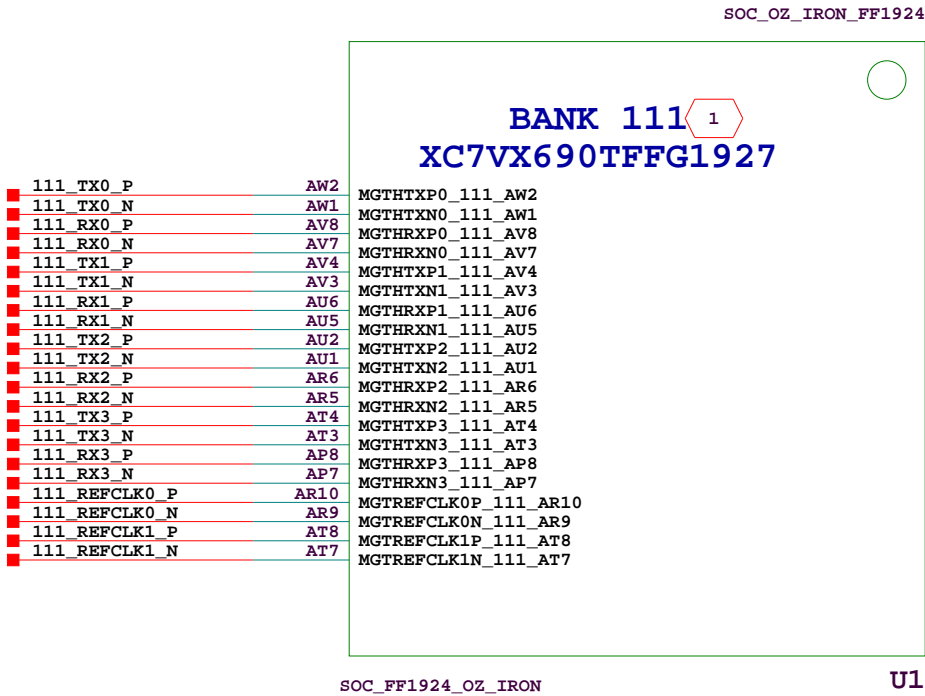 SOC_OZ_IRON_FF1924
BANK 111 1
XC7VX690TFFG1927
111_TX0_P AW2 MGTHTXP0_111_AW2
111_TX0_N AW1 MGTHTXN0_111_AW1
111_RX0_P AV8 MGTHRXP0_111_AV8
111_RX0_N AV7 MGTHRXN0_111_AV7
111_TX1_P AV4 MGTHTXP1_111_AV4
111_TX1_N AV3 MGTHTXN1_111_AV3
111_RX1_P AU6 MGTHRXP1_111_AU6
111_RX1_N AU5 MGTHRXN1_111_AU5
111_TX2_P AU2 MGTHTXP2_111_AU2
111_TX2_N AU1 MGTHTXN2_111_AU1
111_RX2_P AR6 MGTHRXP2_111_AR6
111_RX2_N AR5 MGTHRXN2_111_AR5
111_TX3_P AT4 MGTHTXP3_111_AT4
111_TX3_N AT3 MGTHTXN3_111_AT3
111_RX3_P AP8 MGTHRXP3_111_AP8
111_RX3_N AP7 MGTHRXN3_111_AP7
111_REFCLK0_P AR10 MGTREFCLK0P_111_AR10
111_REFCLK0_N AR9 MGTREFCLK0N_111_AR9
111_REFCLK1_P AT8 MGTREFCLK1P_111_AT8
111_REFCLK1_N AT7 MGTREFCLK1N_111_AT7
SOC_FF1924_OZ_IRON U1